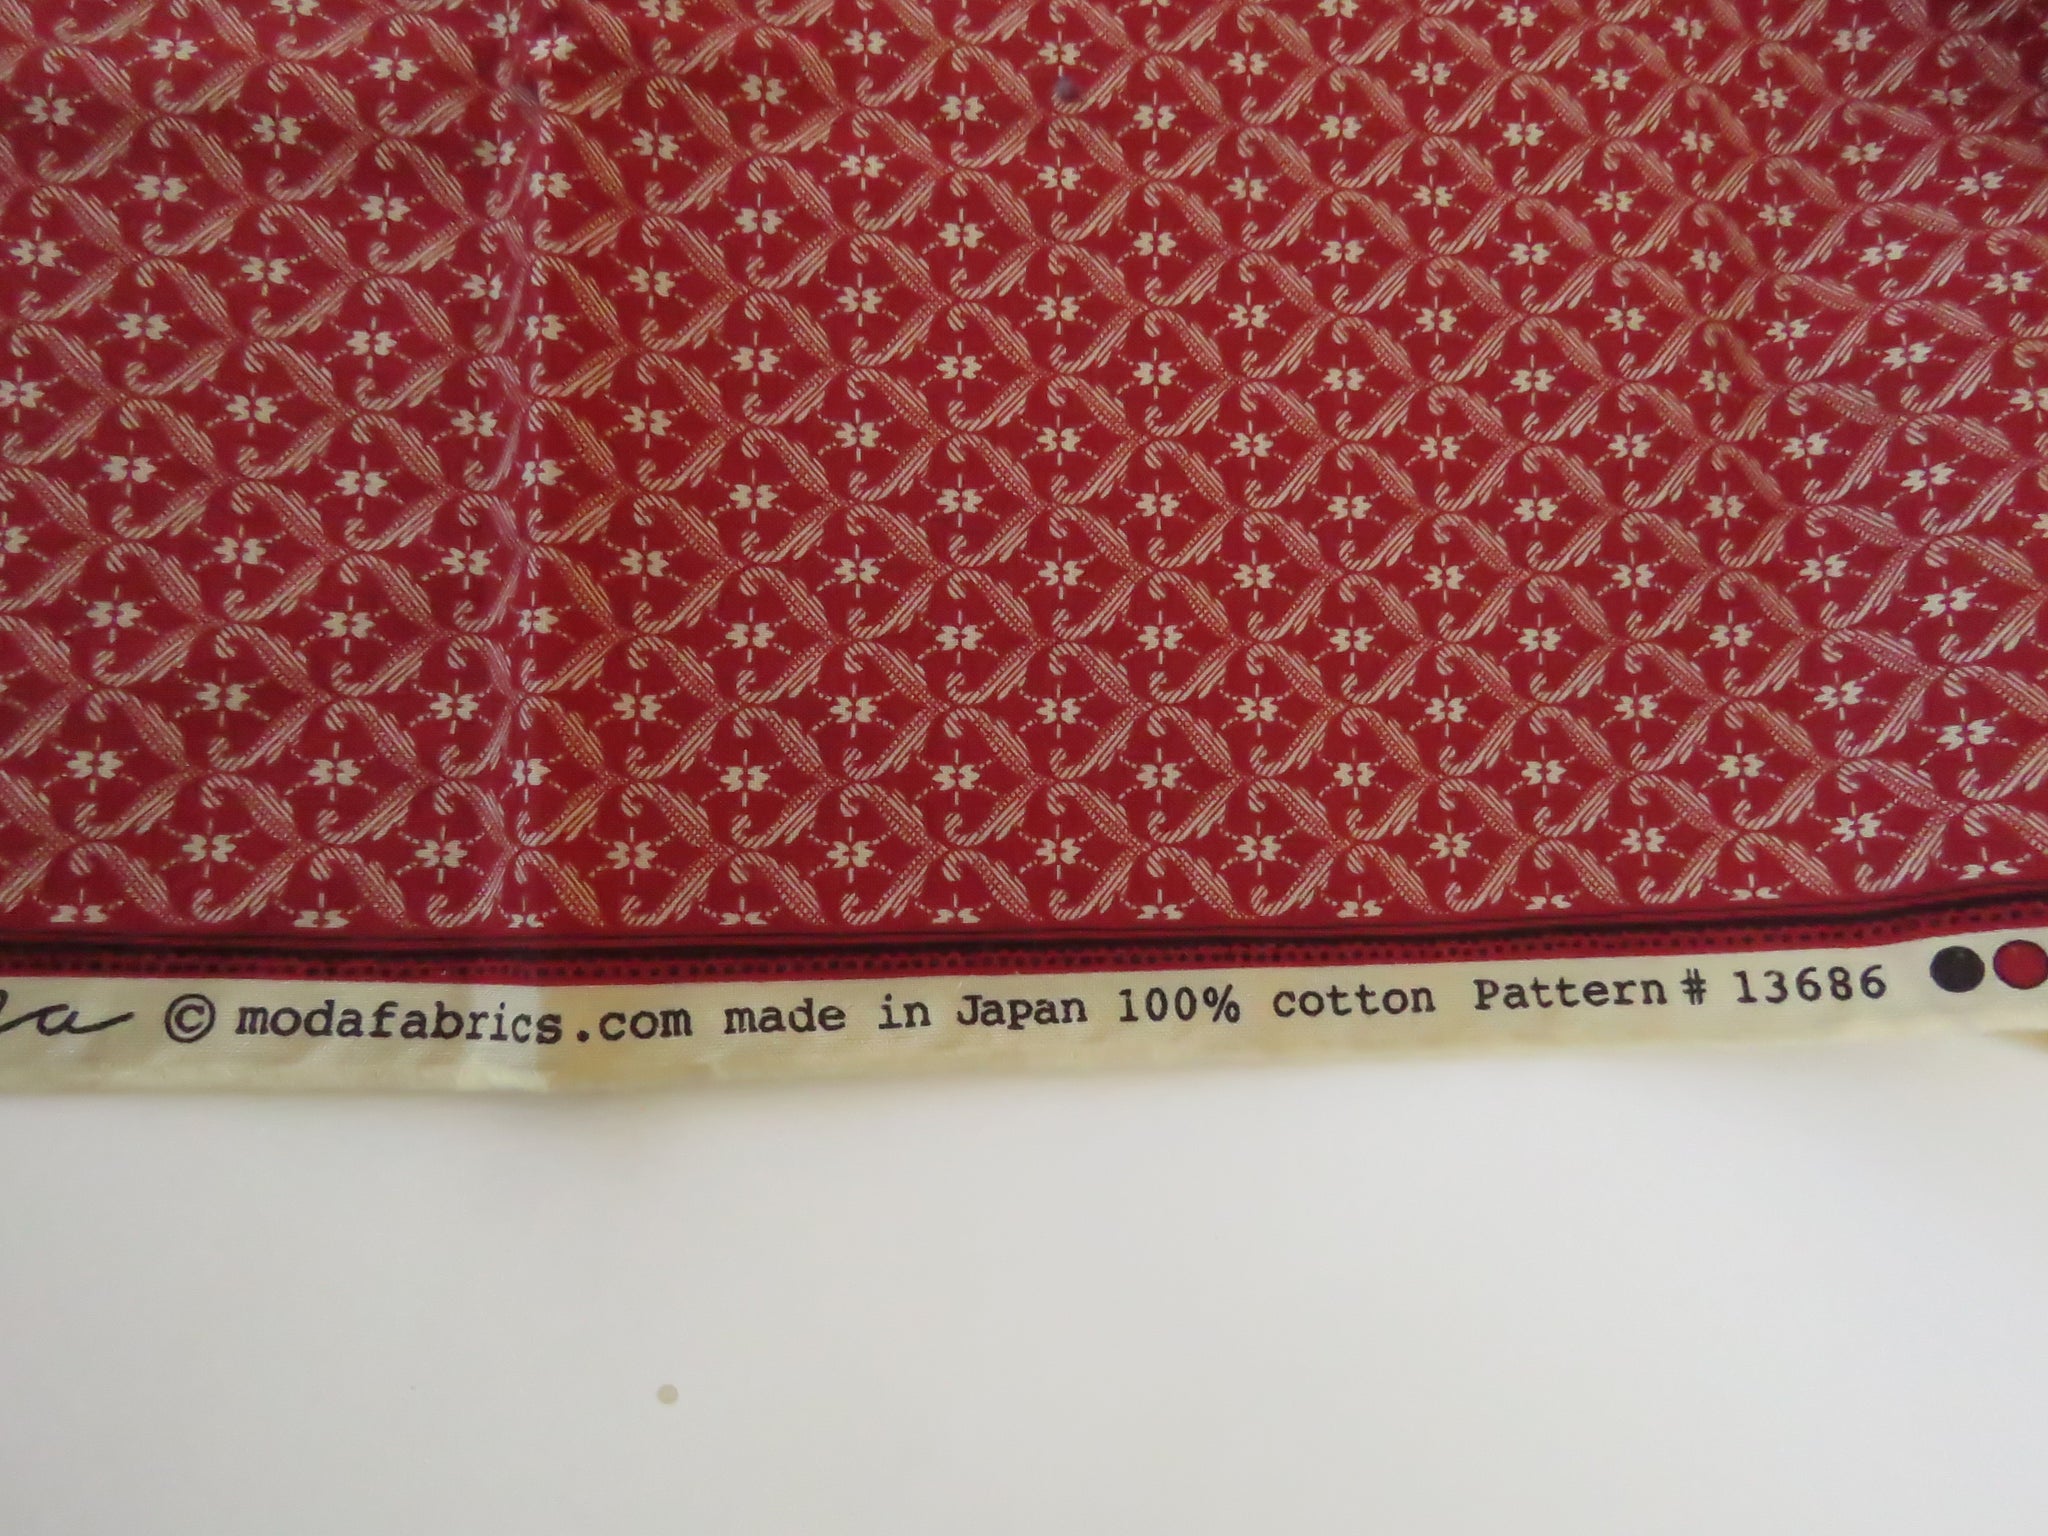 © modafabrics.com made in Japan 100% cotton Pattern # 13686